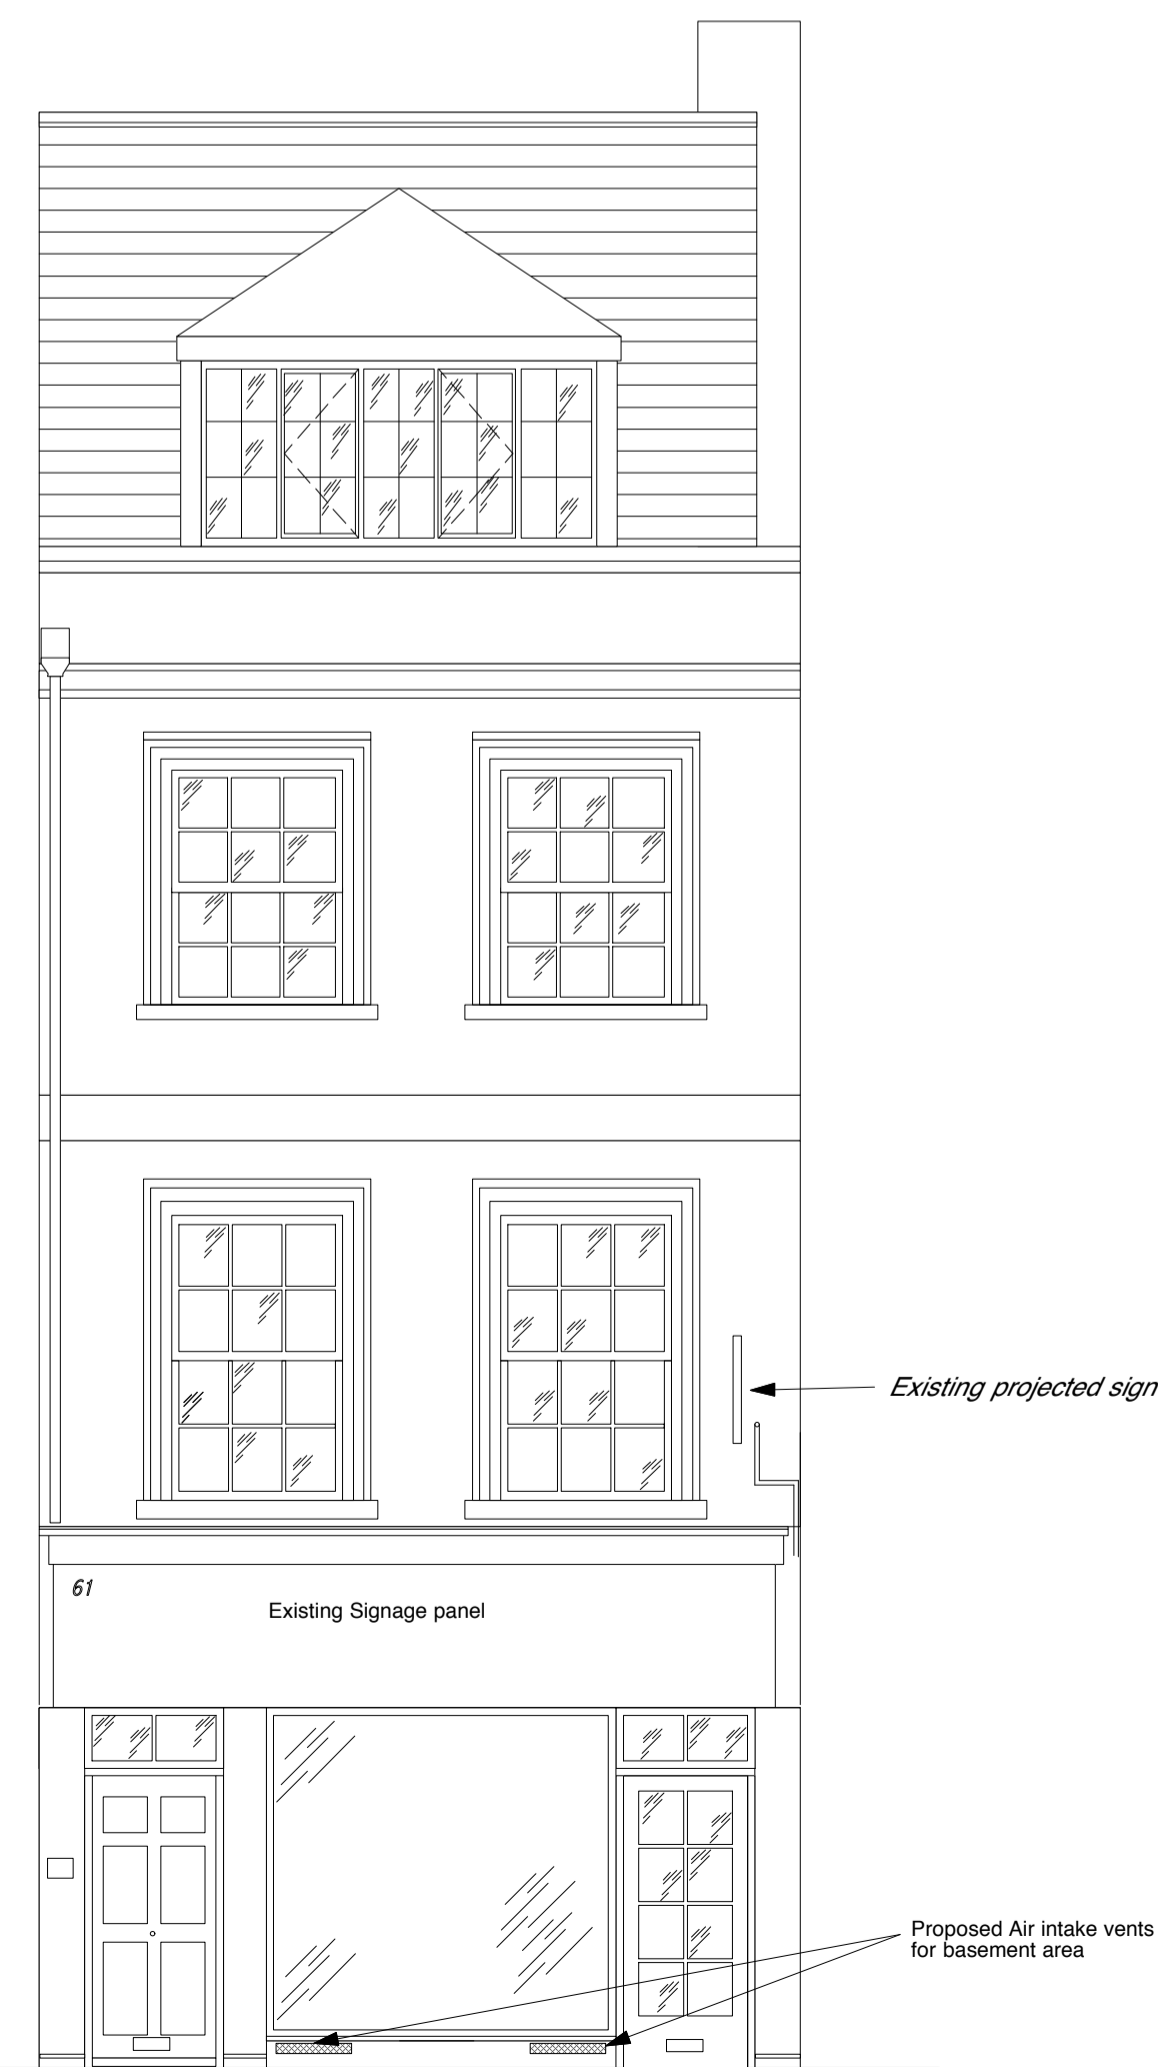 Existing projected sign
61
Existing Signage panel
Proposed Air intake vents
for basement area